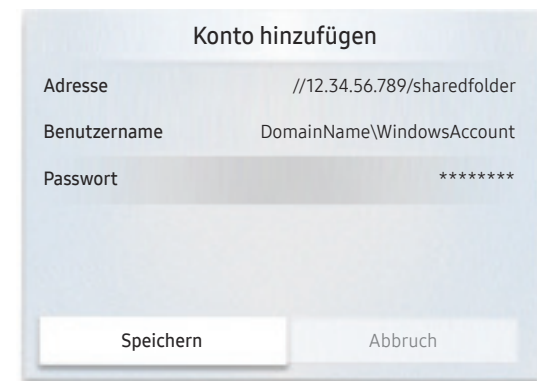 Konto hinzufügen
Adresse //12.34.56.789/sharedfolder
Benutzername DomainName\WindowsAccount
Passwort ********
Speichern Abbruch